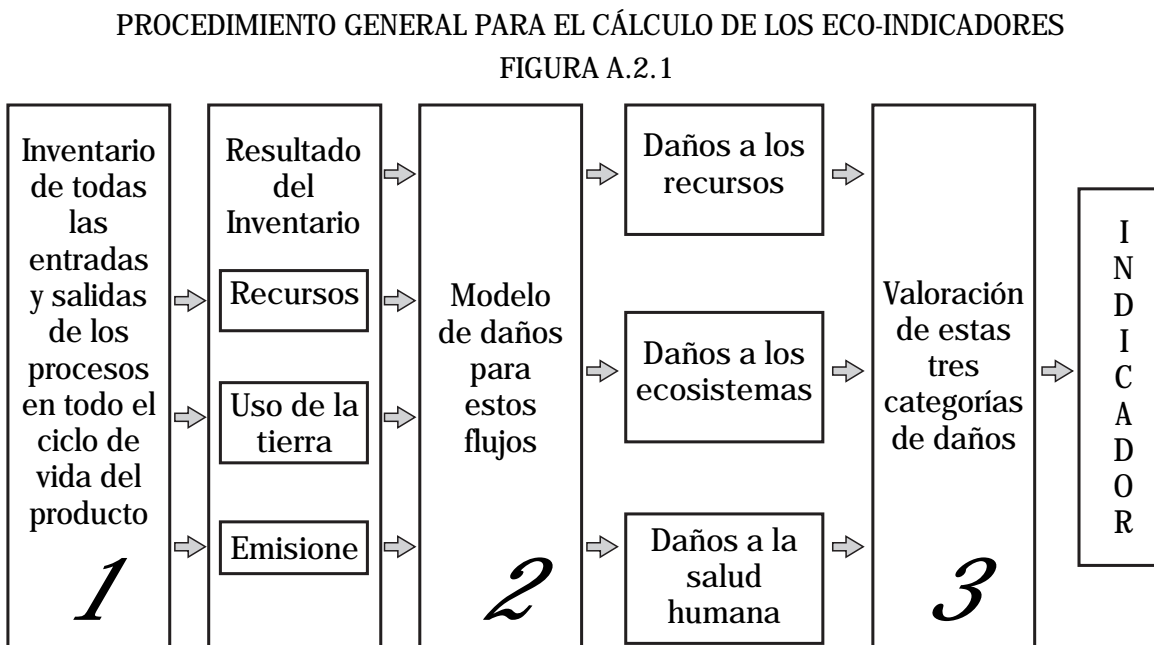 PROCEDIMIENTO GENERAL PARA EL CÁLCULO DE LOS ECO-INDICADORES
FIGURA A.2.1
Inventario
de todas
las
entradas
y salidas
de los
procesos
en todo el
ciclo de
vida del
producto
1
Resultado
del
Inventario
Recursos
Uso de la
tierra
Emisione
Modelo
de daños
para
estos
flujos
2
Daños a los
recursos
Daños a los
ecosistemas
Daños a la
salud
humana
Valoración
de estas
tres
categorías
de daños
3
I
N
D
I
C
A
D
O
R